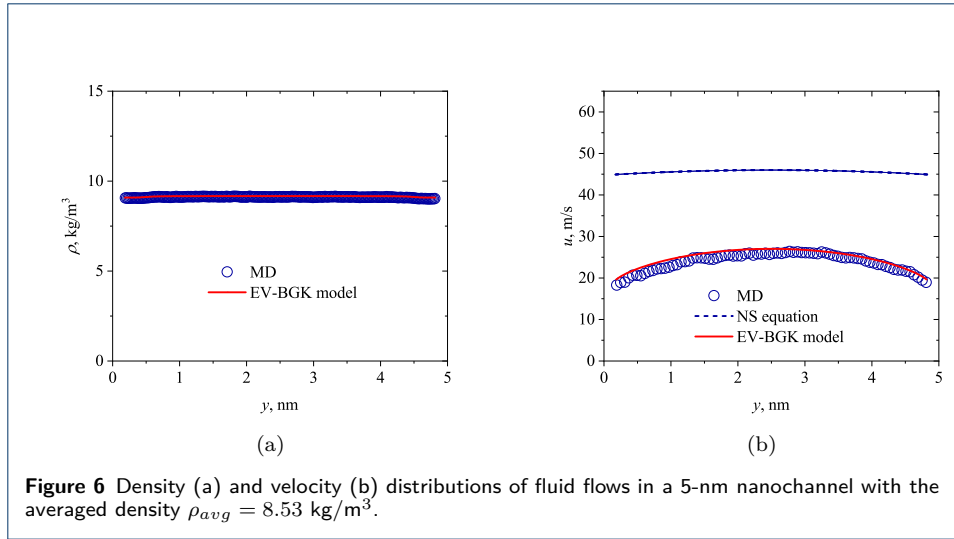 15
10
5
0
ρ, kg/m³
MD
EV-BGK model
0 1 2 3 4 5
y, nm
(a)
60
50
40
30
20
10
0
u, m/s
MD
NS equation
EV-BGK model
0 1 2 3 4 5
y, nm
(b)
Figure 6 Density (a) and velocity (b) distributions of fluid flows in a 5-nm nanochannel with the
averaged density ρavg = 8.53 kg/m³.